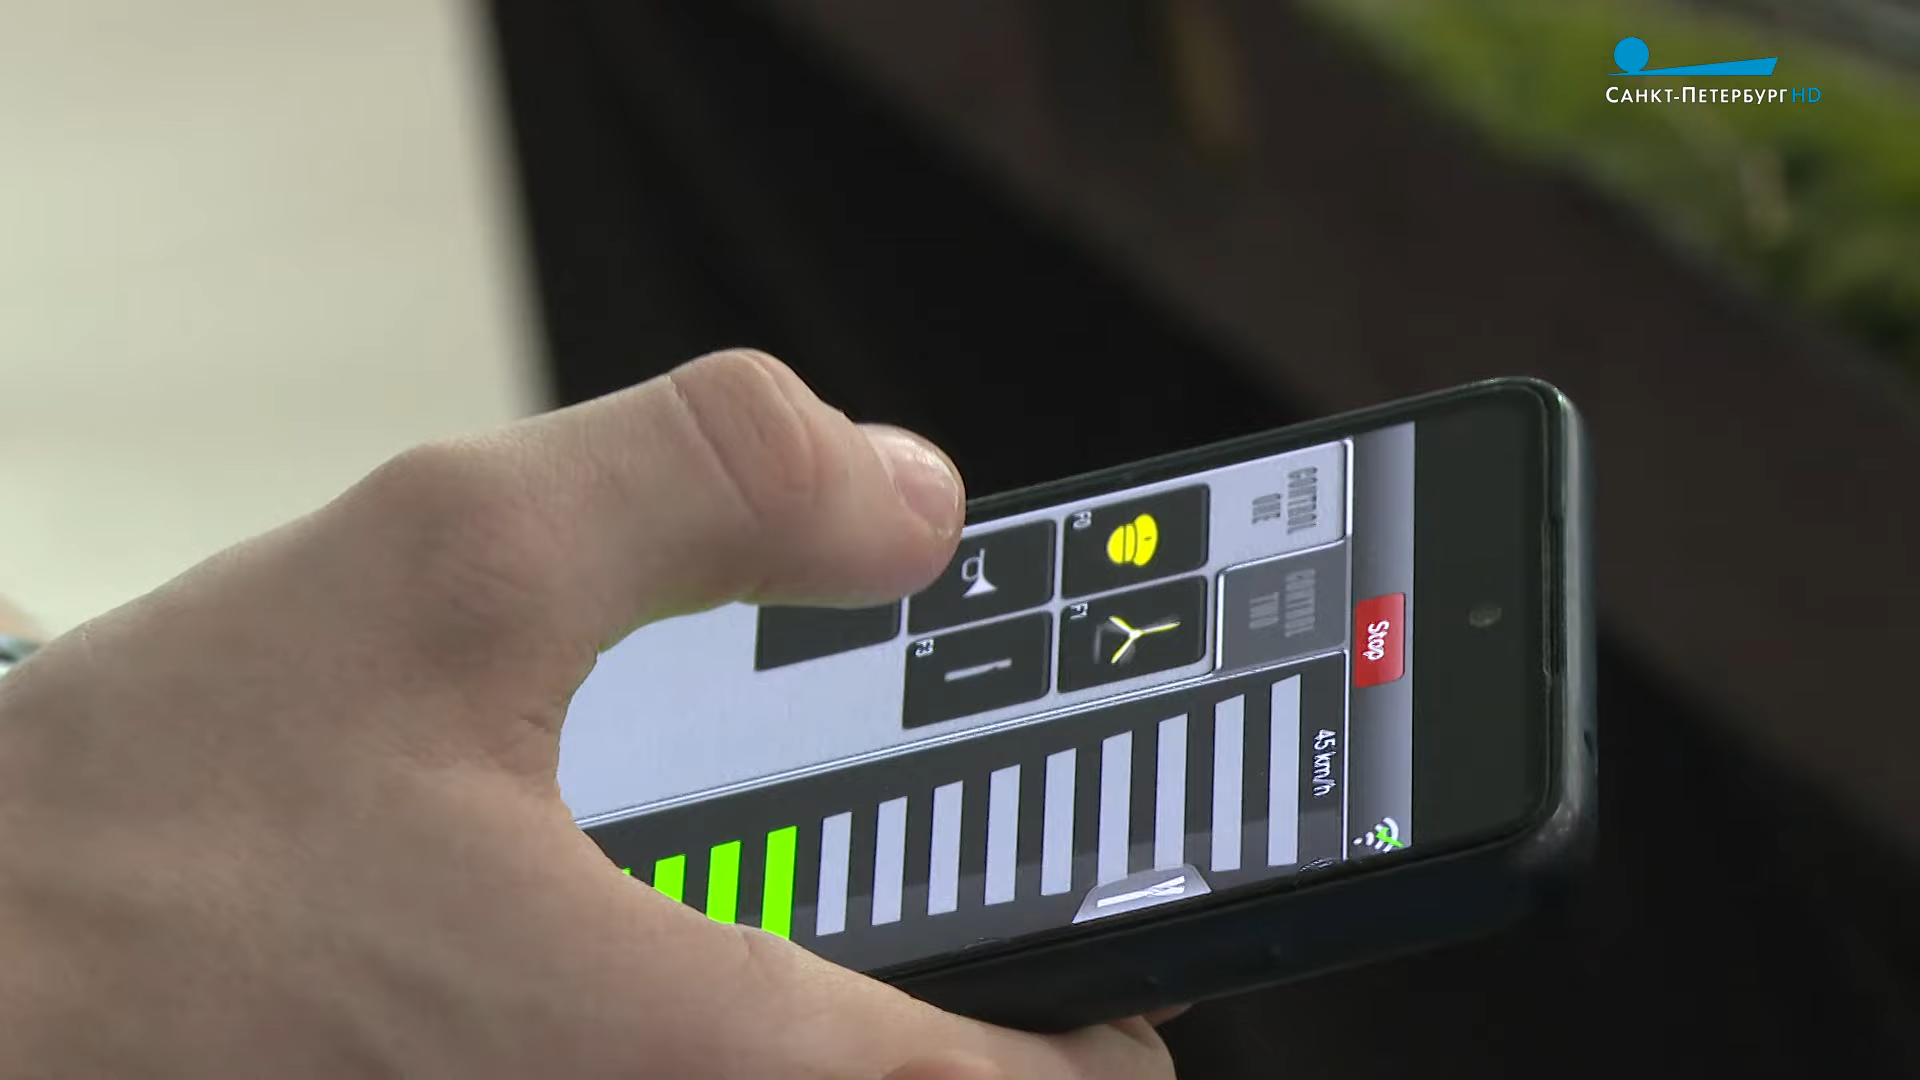 САНКТ-ПЕТЕРБУРГ HD
CONTROL
ONE
CONTROL
TWO
Stop
F0
F1
F3
45 km/h